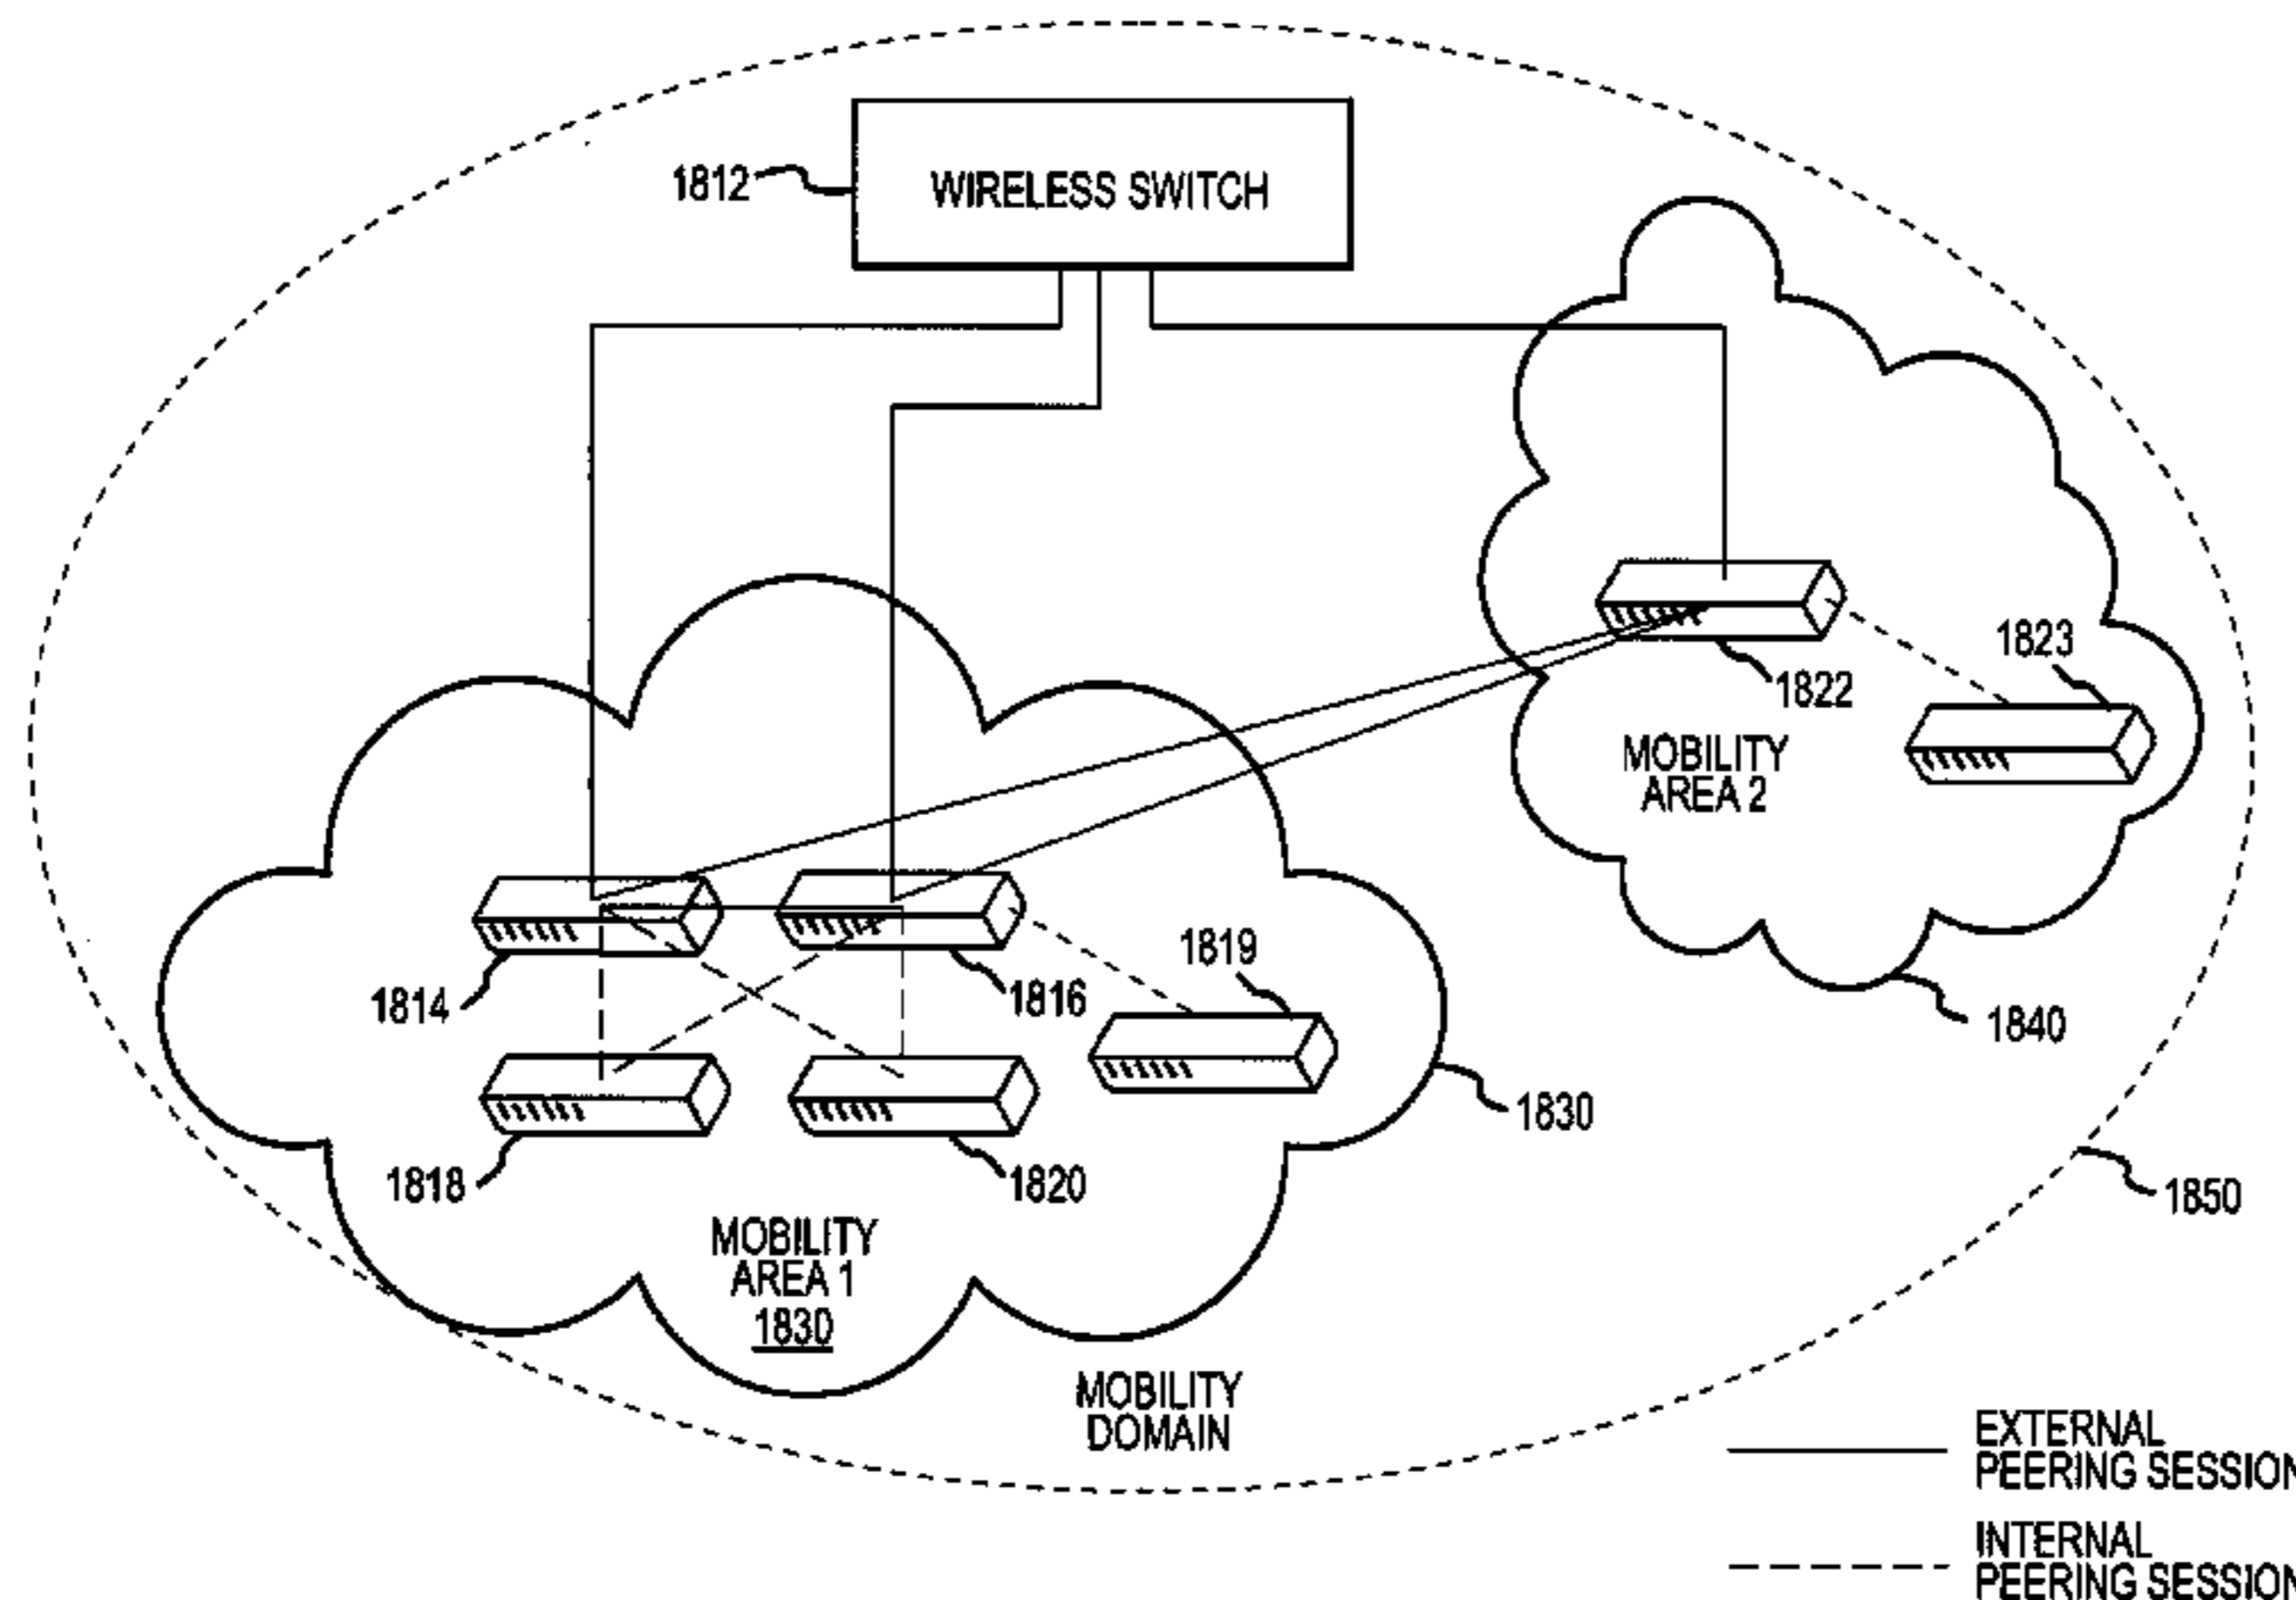 1812
WIRELESS SWITCH
1823
1822
MOBILITY
AREA 2
1819
1814
1816
1840
1830
1818
1820
1850
MOBILITY
AREA 1
1830
MOBILITY
DOMAIN
EXTERNAL
PEERING SESSION
INTERNAL
PEERING SESSION